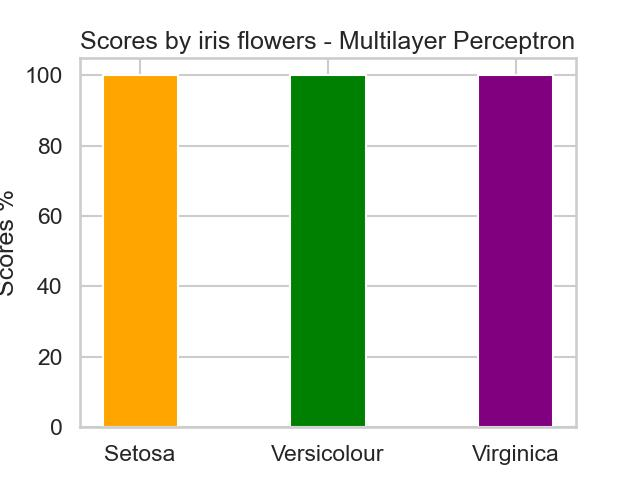 Scores by iris flowers - Multilayer Perceptron
100
80
60
40
20
0
Scores %
Setosa Versicolour Virginica